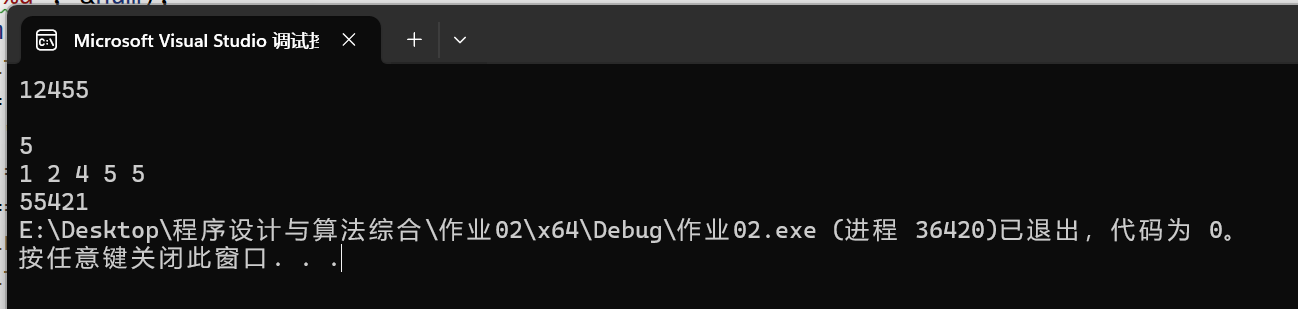 Microsoft Visual Studio 调试
12455
5
1 2 4 5 5
55421
E:\Desktop\程序设计与算法综合\作业02\x64\Debug\作业02.exe (进程 36420)已退出，代码为 0。
按任意键关闭此窗口. . .